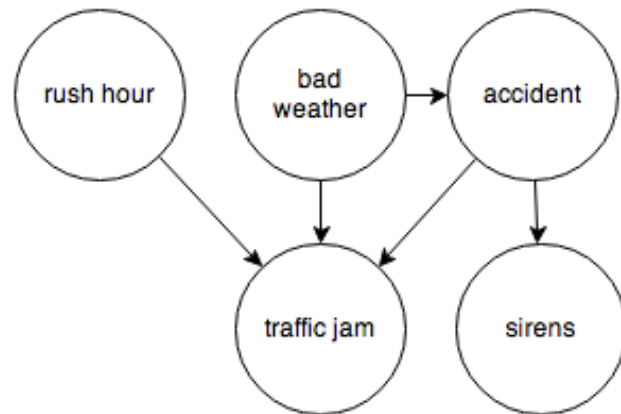 rush hour
bad
weather
accident
traffic jam
sirens